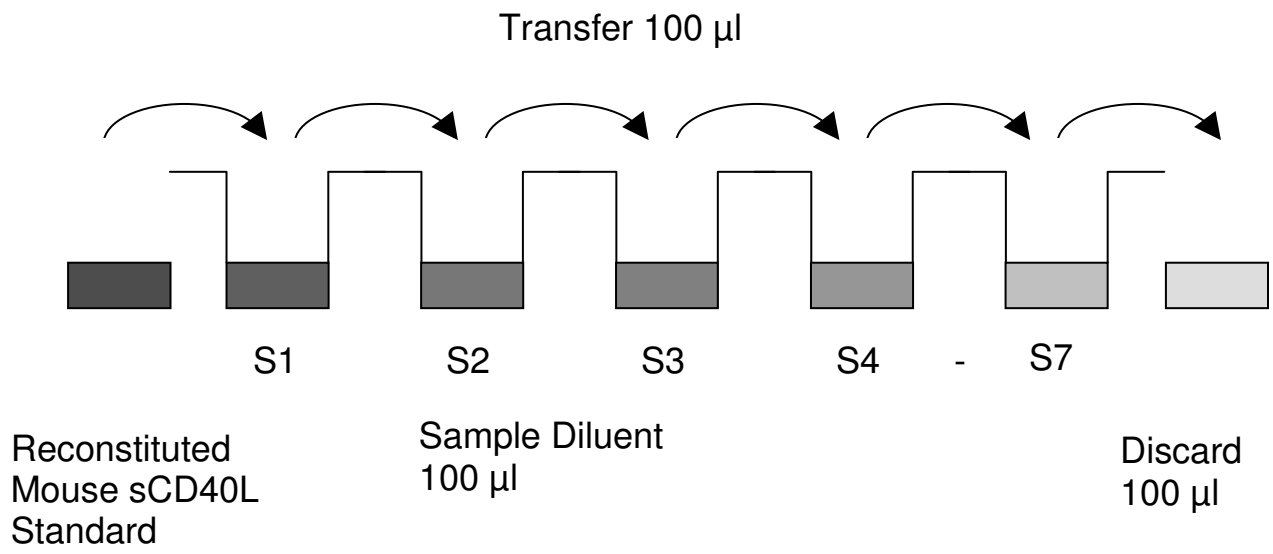 Transfer 100 µl
S1 S2 S3 S4 - S7
Reconstituted
Mouse sCD40L
Standard
Sample Diluent
100 µl
Discard
100 µl